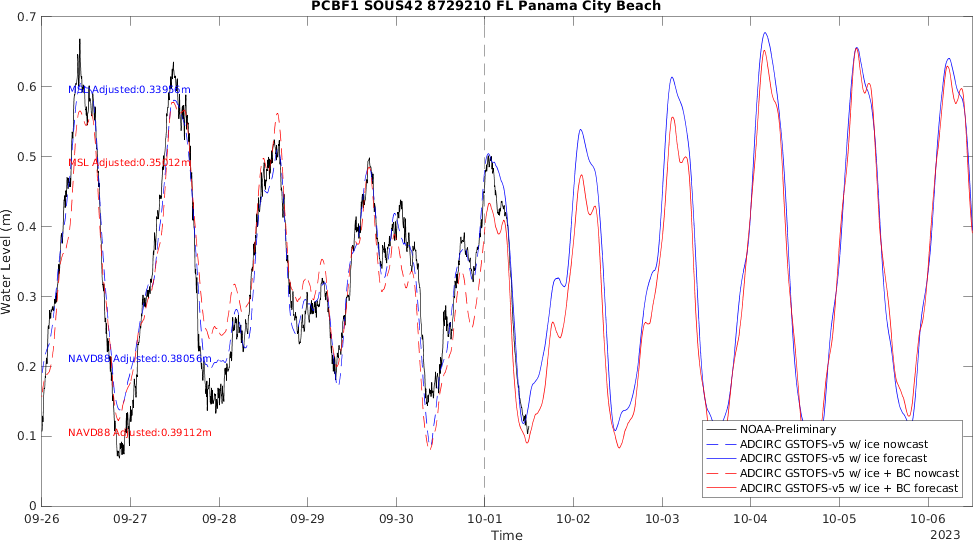 PCBF1 SOUS42 8729210 FL Panama City Beach
0.7
0.6
0.5
0.4
0.3
0.2
0.1
0
Water Level (m)
MSL Adjusted:0.33956m
MSL Adjusted:0.35012m
NAVD88 Adjusted:0.38056m
NAVD88 Adjusted:0.39112m
NOAA-Preliminary
ADCIRC GSTOFS-v5 w/ ice nowcast
ADCIRC GSTOFS-v5 w/ ice forecast
ADCIRC GSTOFS-v5 w/ ice + BC nowcast
ADCIRC GSTOFS-v5 w/ ice + BC forecast
09-26 09-27 09-28 09-29 09-30 10-01 10-02 10-03 10-04 10-05 10-06
Time
2023